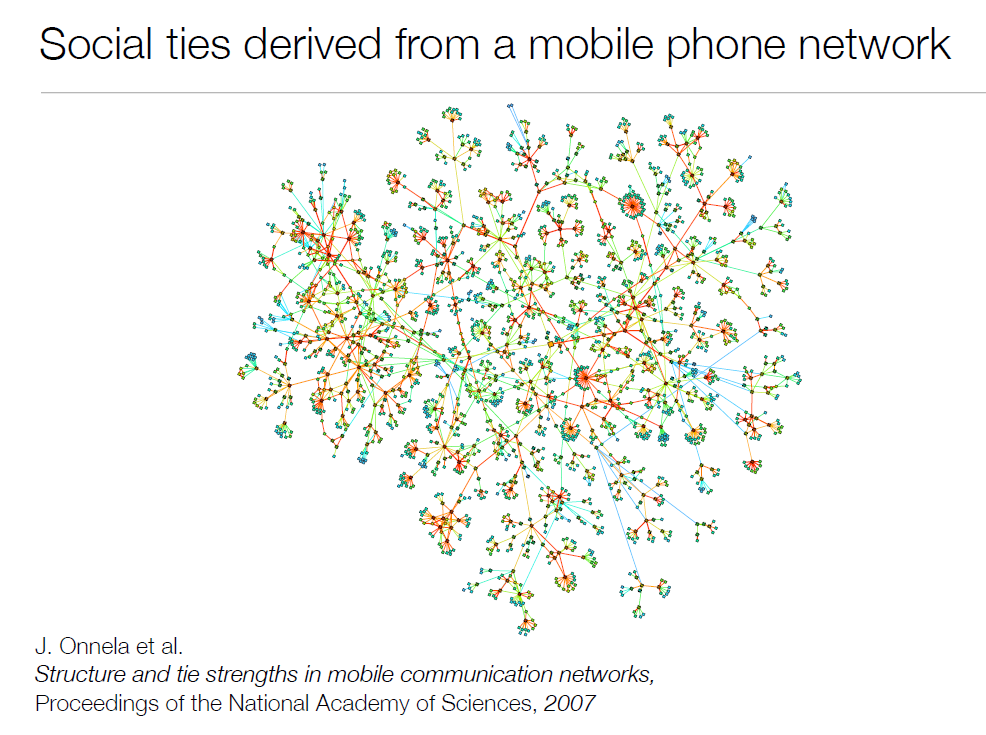 Social ties derived from a mobile phone network
J. Onnela et al.
Structure and tie strengths in mobile communication networks,
Proceedings of the National Academy of Sciences, 2007